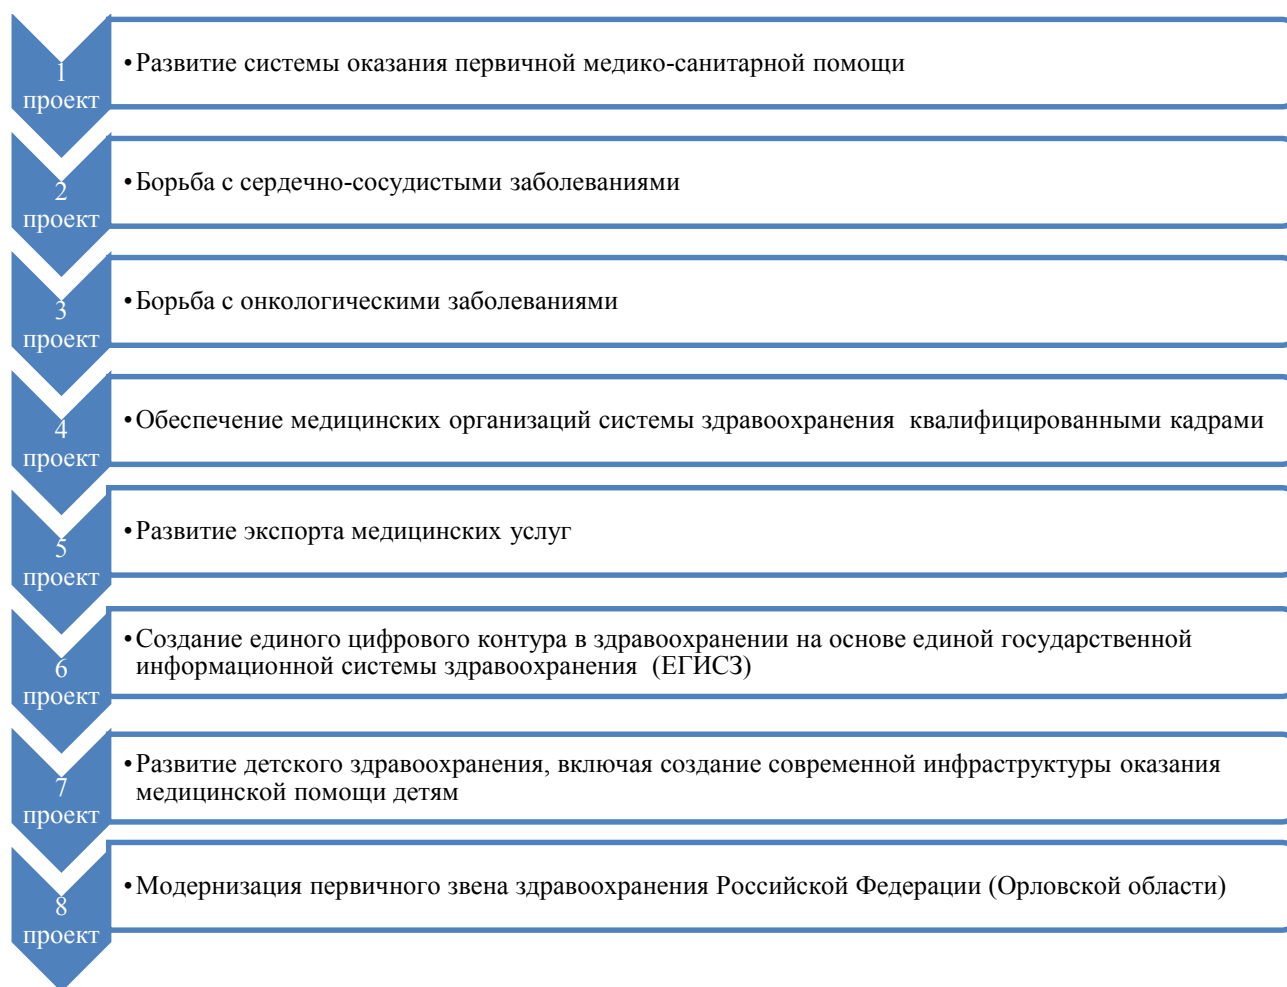 1
проект
•Развитие системы оказания первичной медико-санитарной помощи
2
проект
•Борьба с сердечно-сосудистыми заболеваниями
3
проект
•Борьба с онкологическими заболеваниями
4
проект
•Обеспечение медицинских организаций системы здравоохранения  квалифицированными кадрами
5
проект
•Развитие экспорта медицинских услуг
6
проект
•Создание единого цифрового контура в здравоохранении на основе единой государственной
информационной системы здравоохранения  (ЕГИСЗ)
7
проект
•Развитие детского здравоохранения, включая создание современной инфраструктуры оказания
медицинской помощи детям
8
проект
•Модернизация первичного звена здравоохранения Российской Федерации (Орловской области)